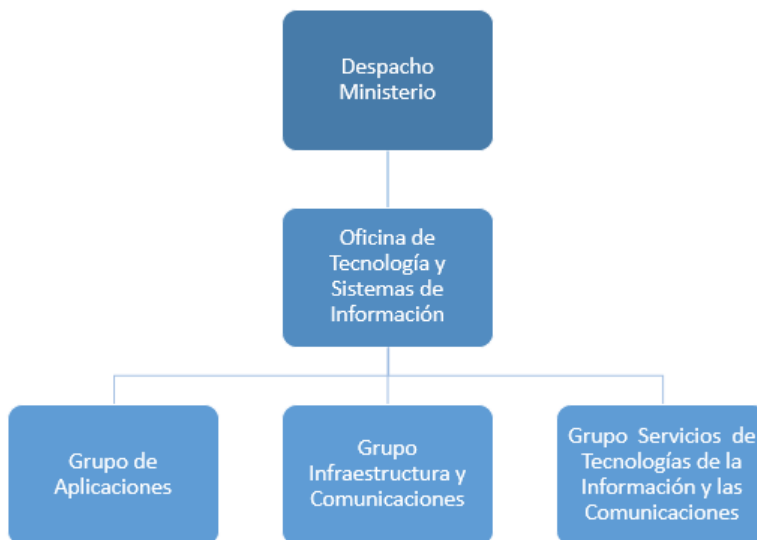 Despacho
Ministerio
Oficina de
Tecnología y
Sistemas de
Información
Grupo de
Aplicaciones
Grupo
Infraestructura y
Comunicaciones
Grupo Servicios de
Tecnologías de la
Información y las
Comunicaciones